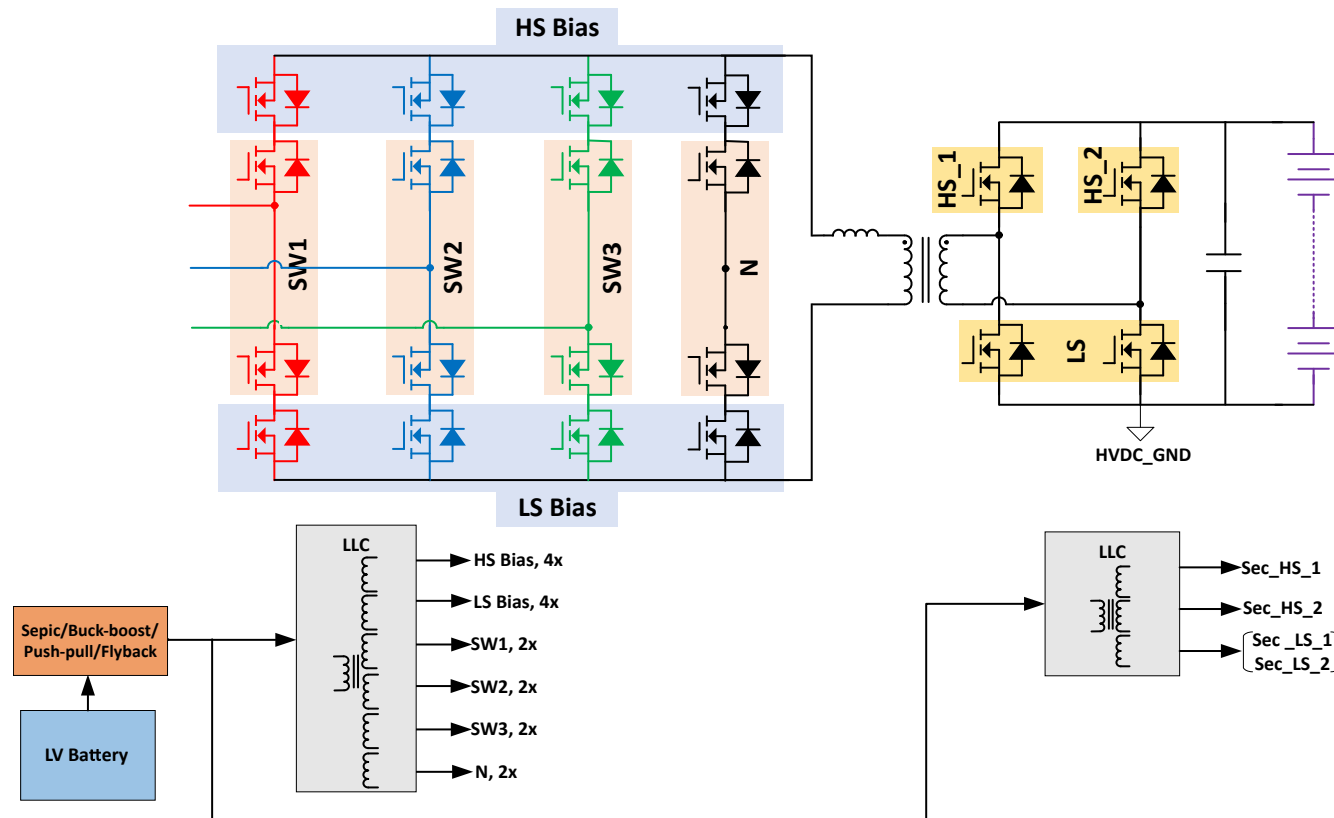 HS Bias
SW1
SW2
SW3
N
HS_1
HS_2
LS
HVDC_GND
LS Bias
LLC
HS Bias, 4x
LS Bias, 4x
SW1, 2x
SW2, 2x
SW3, 2x
N, 2x
Sepic/Buck-boost/
Push-pull/Flyback
LV Battery
LLC
Sec_HS_1
Sec_HS_2
Sec _LS_1
Sec_LS_2